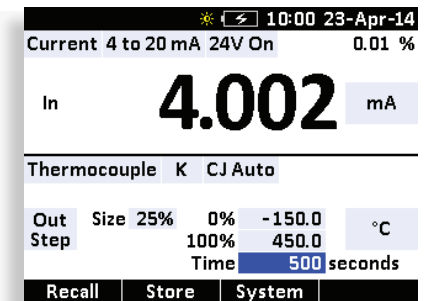 10:00 23-Apr-14
Current 4 to 20 mA 24V On 0.01 %
In 4.002 mA
Thermocouple K CJ Auto
Out Size 25% 0% -150.0 °C
Step 100% 450.0
Time 500 seconds
Recall Store System